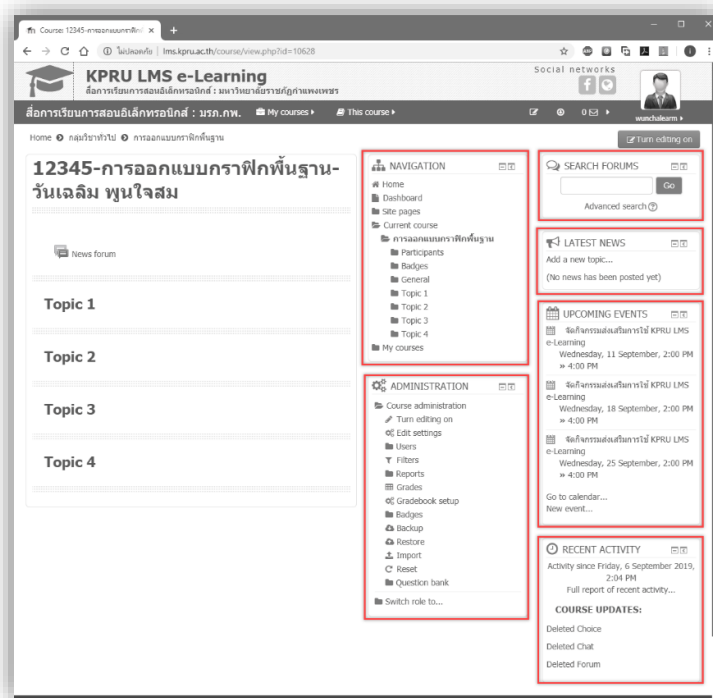 Course: 12345-การออกแบบกราฟิก
ไม่ปลอดภัย | lms.kpru.ac.th/course/view.php?id=10628
KPRU LMS e-Learning
สื่อการเรียนการสอนอิเล็กทรอนิกส์ : มหาวิทยาลัยราชภัฏกำแพงเพชร
Social networks
สื่อการเรียนการสอนอิเล็กทรอนิกส์ : มรภ.กพ.
My courses
This course
0
wunchalearm
Home กลุ่มวิชาทั่วไป การออกแบบกราฟิกพื้นฐาน
Turn editing on
12345-การออกแบบกราฟิกพื้นฐาน-
วันเฉลิม พูนใจสม
News forum
Topic 1
Topic 2
Topic 3
Topic 4
NAVIGATION
Home
Dashboard
Site pages
Current course
การออกแบบกราฟิกพื้นฐาน
Participants
Badges
General
Topic 1
Topic 2
Topic 3
Topic 4
My courses
ADMINISTRATION
Course administration
Turn editing on
Edit settings
Users
Filters
Reports
Grades
Gradebook setup
Badges
Backup
Restore
Import
Reset
Question bank
Switch role to...
SEARCH FORUMS
Go
Advanced search
LATEST NEWS
Add a new topic...
(No news has been posted yet)
UPCOMING EVENTS
จัดกิจกรรมส่งเสริมการใช้ KPRU LMS
e-Learning
Wednesday, 11 September, 2:00 PM
» 4:00 PM
จัดกิจกรรมส่งเสริมการใช้ KPRU LMS
e-Learning
Wednesday, 18 September, 2:00 PM
» 4:00 PM
จัดกิจกรรมส่งเสริมการใช้ KPRU LMS
e-Learning
Wednesday, 25 September, 2:00 PM
» 4:00 PM
Go to calendar...
New event...
RECENT ACTIVITY
Activity since Friday, 6 September 2019,
2:04 PM
Full report of recent activity...
COURSE UPDATES:
Deleted Choice
Deleted Chat
Deleted Forum